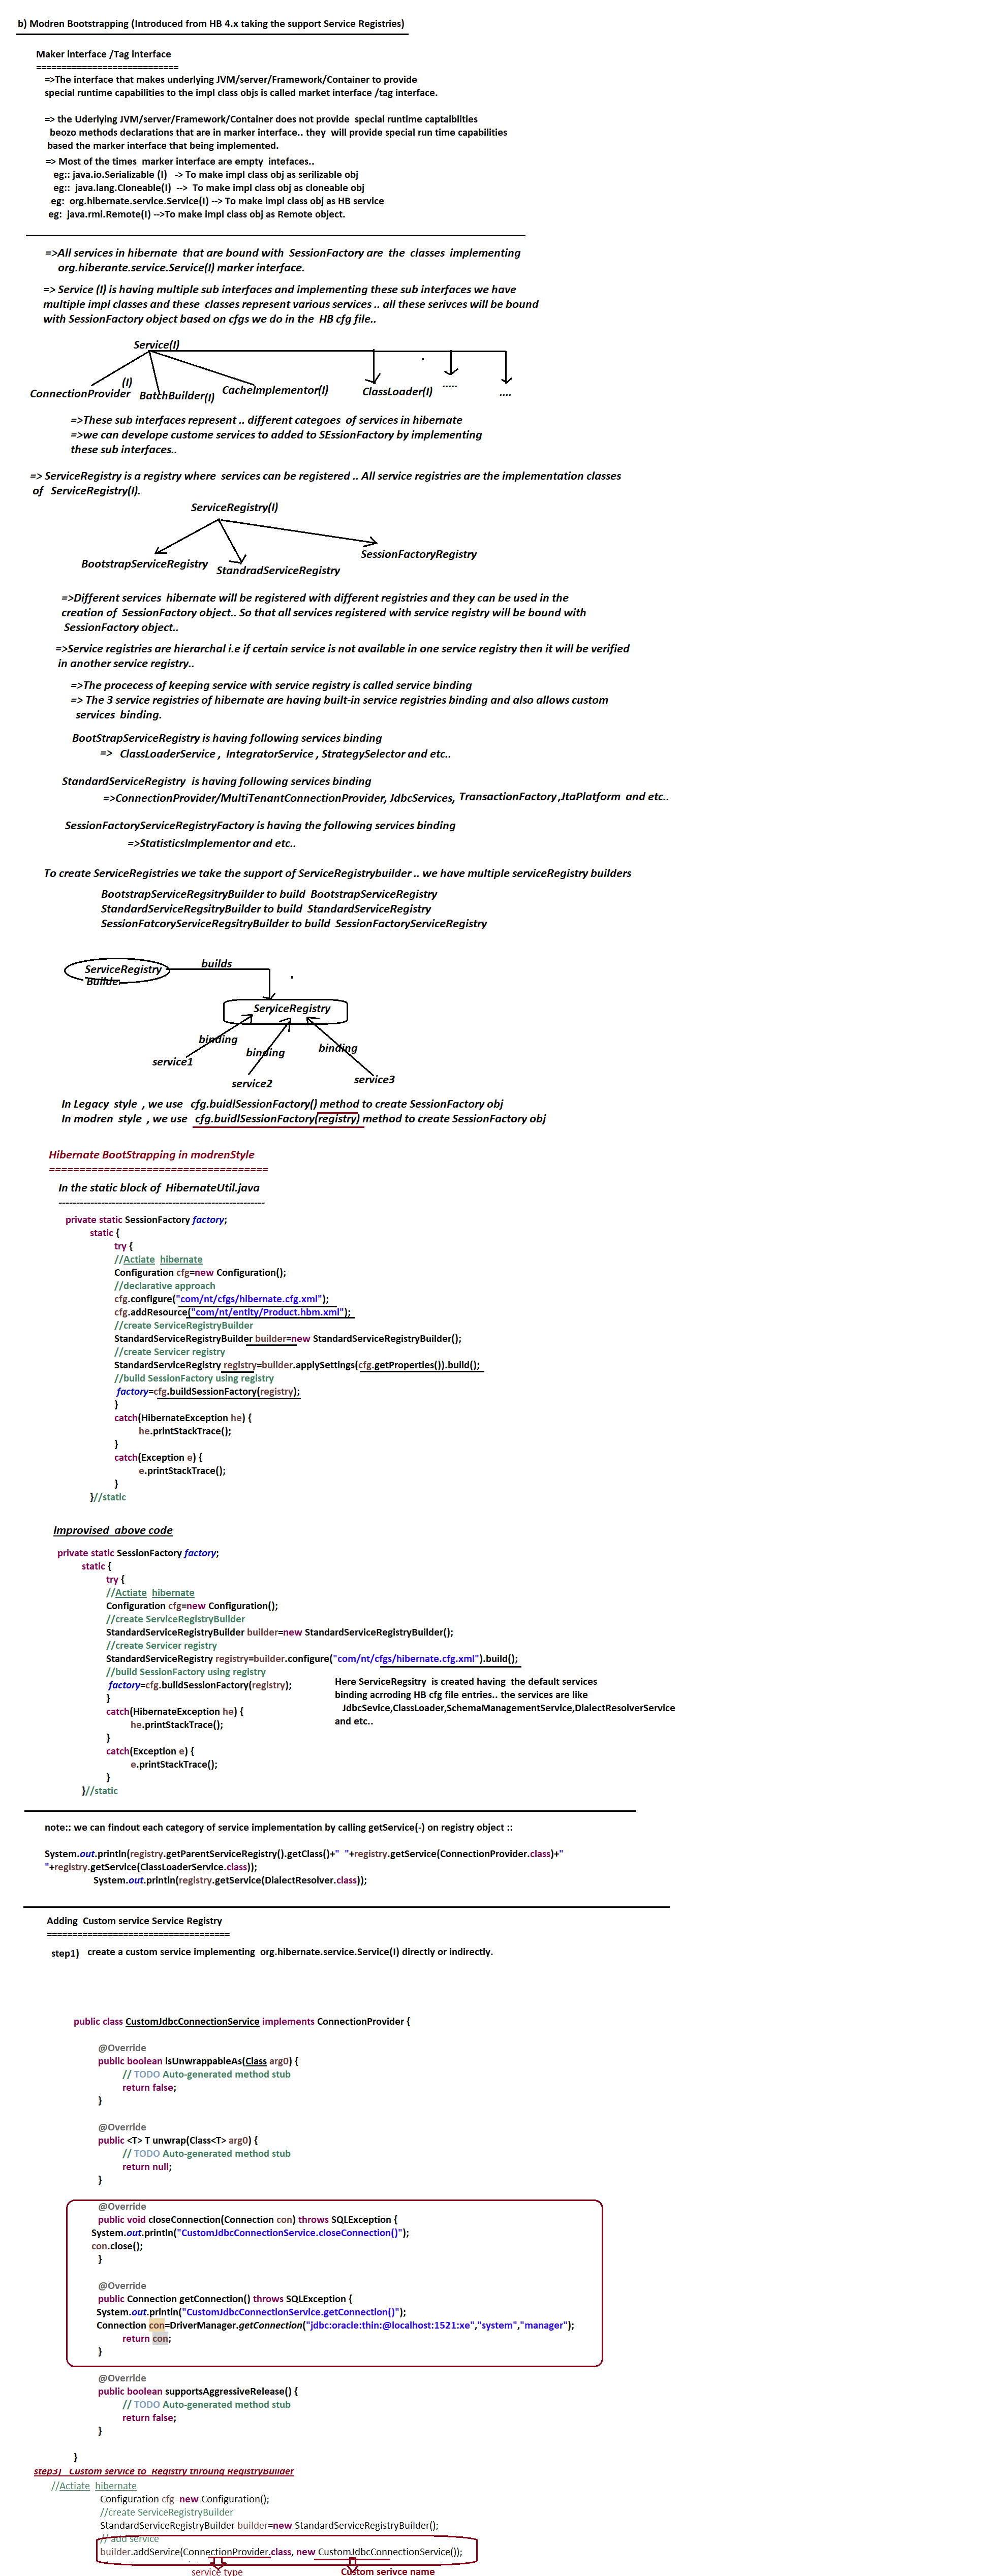 b) Modren Bootstrapping (Introduced from HB 4.x taking the support Service Registries)
Maker interface /Tag interface
============================
=>The interface that makes underlying JVM/server/Framework/Container to provide
special runtime capabilities to the impl class objs is called market interface /tag interface.
=> the Uderlying JVM/server/Framework/Container does not provide special runtime captaiblities
beozo methods declarations that are in marker interface.. they will provide special run time capabilities
based the marker interface that being implemented.
=> Most of the times marker interface are empty intefaces..
eg:: java.io.Serializable (I) -> To make impl class obj as serilizable obj
eg:: java.lang.Cloneable(I) --> To make impl class obj as cloneable obj
eg: org.hibernate.service.Service(I) --> To make impl class obj as HB service
eg: java.rmi.Remote(I) -->To make impl class obj as Remote object.
=>All services in hibernate that are bound with SessionFactory are the classes implementing
org.hiberante.service.Service(I) marker interface.
=> Service (I) is having multiple sub interfaces and implementing these sub interfaces we have
multiple impl classes and these classes represent various services .. all these serivces will be bound
with SessionFactory object based on cfgs we do in the HB cfg file..
Service(I)
(I)
ConnectionProvider BatchBuilder(I) CacheImplementor(I) ClassLoader(I) ..... ....
=>These sub interfaces represent .. different categoes of services in hibernate
=>we can develope custome services to added to SEssionFactory by implementing
these sub interfaces..
=> ServiceRegistry is a registry where services can be registered .. All service registries are the implementation classes
of ServiceRegistry(I).
ServiceRegistry(I)
BootstrapServiceRegistry StandradServiceRegistry SessionFactoryRegistry
=>Different services hibernate will be registered with different registries and they can be used in the
creation of SessionFactory object.. So that all services registered with service registry will be bound with
SessionFactory object..
=>Service registries are hierarchal i.e if certain service is not available in one service registry then it will be verified
in another service registry..
=>The procecess of keeping service with service registry is called service binding
=> The 3 service registries of hibernate are having built-in service registries binding and also allows custom
services binding.
BootStrapServiceRegistry is having following services binding
=> ClassLoaderService , IntegratorService , StrategySelector and etc..
StandardServiceRegistry is having following services binding
=>ConnectionProvider/MultiTenantConnectionProvider, JdbcServices, TransactionFactory ,JtaPlatform and etc..
SessionFactoryServiceRegistryFactory is having the following services binding
=>StatisticsImplementor and etc..
To create ServiceRegistries we take the support of ServiceRegistrybuilder .. we have multiple serviceRegistry builders
BootstrapServiceRegsitryBuilder to build BootstrapServiceRegistry
StandardServiceRegsitryBuilder to build StandardServiceRegistry
SessionFatcoryServiceRegsitryBuilder to build SessionFactoryServiceRegistry
ServiceRegistry builds
Builder
ServiceRegistry
binding
binding
binding
service1
service2
service3
In Legacy style , we use cfg.buidlSessionFactory() method to create SessionFactory obj
In modren style , we use cfg.buidlSessionFactory(registry) method to create SessionFactory obj
Hibernate BootStrapping in modrenStyle
====================================
In the static block of HibernateUtil.java
----------------------------------------------------------
private static SessionFactory factory;
static {
try {
//Actiate hibernate
Configuration cfg=new Configuration();
//declarative approach
cfg.configure("com/nt/cfgs/hibernate.cfg.xml");
cfg.addResource("com/nt/entity/Product.hbm.xml");
//create ServiceRegistryBuilder
StandardServiceRegistryBuilder builder=new StandardServiceRegistryBuilder();
//create Servicer registry
StandardServiceRegistry registry=builder.applySettings(cfg.getProperties()).build();
//build SessionFactory using registry
factory=cfg.buildSessionFactory(registry);
}
catch(HibernateException he) {
he.printStackTrace();
}
catch(Exception e) {
e.printStackTrace();
}
}//static
Improvised above code
private static SessionFactory factory;
static {
try {
//Actiate hibernate
Configuration cfg=new Configuration();
//create ServiceRegistryBuilder
StandardServiceRegistryBuilder builder=new StandardServiceRegistryBuilder();
//create Servicer registry
StandardServiceRegistry registry=builder.configure("com/nt/cfgs/hibernate.cfg.xml").build();
//build SessionFactory using registry
factory=cfg.buildSessionFactory(registry);
}
catch(HibernateException he) {
he.printStackTrace();
}
catch(Exception e) {
e.printStackTrace();
}
}//static
Here ServiceRegsitry is created having the default services
binding acrroding HB cfg file entries.. the services are like
JdbcSevice,ClassLoader,SchemaManagementService,DialectResolverService
and etc..
note:: we can findout each category of service implementation by calling getService(-) on registry object ::
System.out.println(registry.getParentServiceRegistry().getClass()+" "+registry.getService(ConnectionProvider.class)+"
"+registry.getService(ClassLoaderService.class));
System.out.println(registry.getService(DialectResolver.class));
Adding Custom service Service Registry
====================================
step1) create a custom service implementing org.hibernate.service.Service(I) directly or indirectly.
public class CustomJdbcConnectionService implements ConnectionProvider {
@Override
public boolean isUnwrappableAs(Class arg0) {
// TODO Auto-generated method stub
return false;
}
@Override
public <T> T unwrap(Class<T> arg0) {
// TODO Auto-generated method stub
return null;
}
@Override
public void closeConnection(Connection con) throws SQLException {
System.out.println("CustomJdbcConnectionService.closeConnection()");
con.close();
}
@Override
public Connection getConnection() throws SQLException {
System.out.println("CustomJdbcConnectionService.getConnection()");
Connection con=DriverManager.getConnection("jdbc:oracle:thin:@localhost:1521:xe","system","manager");
return con;
}
@Override
public boolean supportsAggressiveRelease() {
// TODO Auto-generated method stub
return false;
}
}
step3) Custom service to Registry throung RegistryBuilder
//Actiate hibernate
Configuration cfg=new Configuration();
//create ServiceRegistryBuilder
StandardServiceRegistryBuilder builder=new StandardServiceRegistryBuilder();
// add service
builder.addService(ConnectionProvider.class, new CustomJdbcConnectionService());
service type Custom serivce name